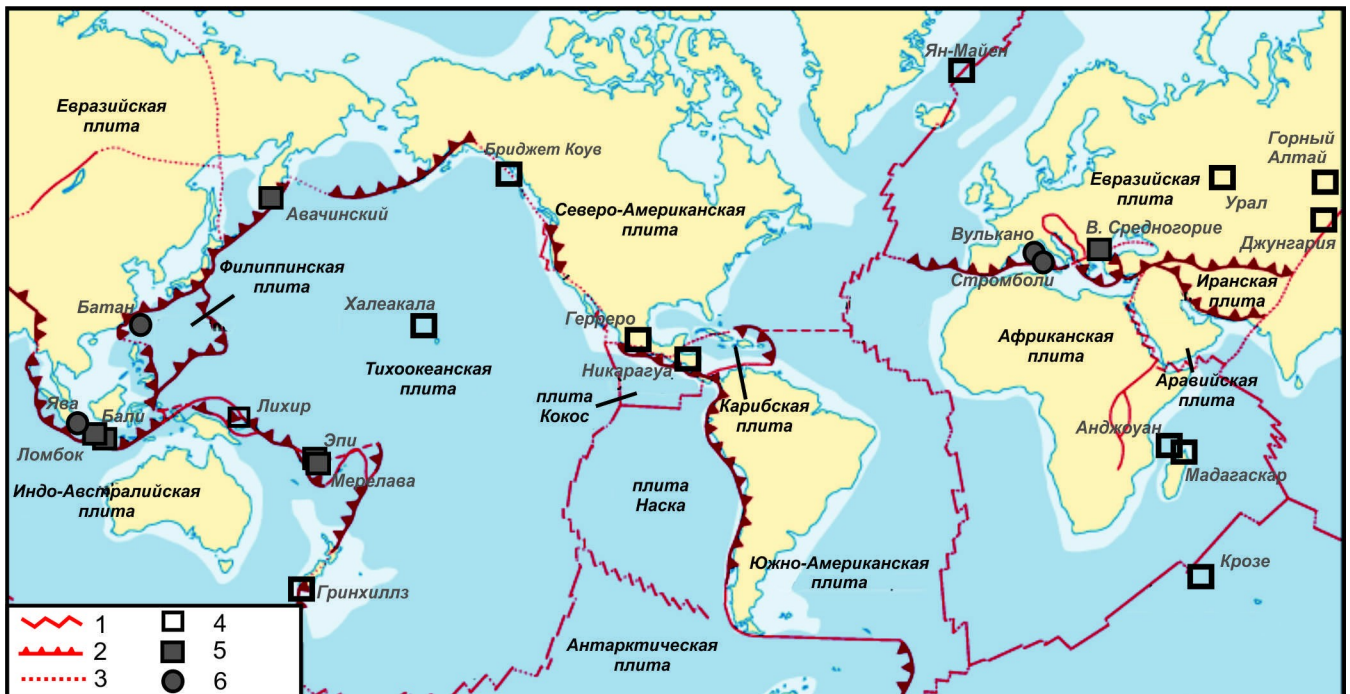 Ян-Майен
Евразийская
плита
Бриджет Коув
Горный
Алтай
Евразийская
плита
Урал
Авачинский
Северо-Американская
плита
Вулькано
В. Средногорие
Джунгария
Филиппинская
плита
Стромболи
Иранская
плита
Батан
Халеакала
Герреро
Африканская
плита
Тихоокеанская
плита
Никарагуа
плита
Кокос
Карибская
плита
Аравийская
плита
Ява
Бали
Лихир
Ломбок
Эпи
Мерелава
Анджоуан
Мадагаскар
Индо-Австралийская
плита
плита
Наска
Южно-Американская
плита
Крозе
Гринхиллз
Антарктическая
плита
1 4
2 5
3 6